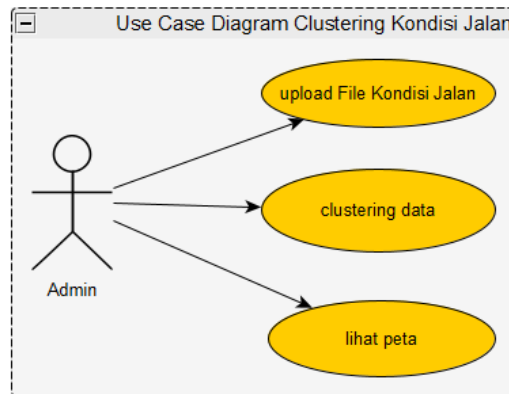 Use Case Diagram Clustering Kondisi Jalan
upload File Kondisi Jalan
clustering data
Admin
lihat peta